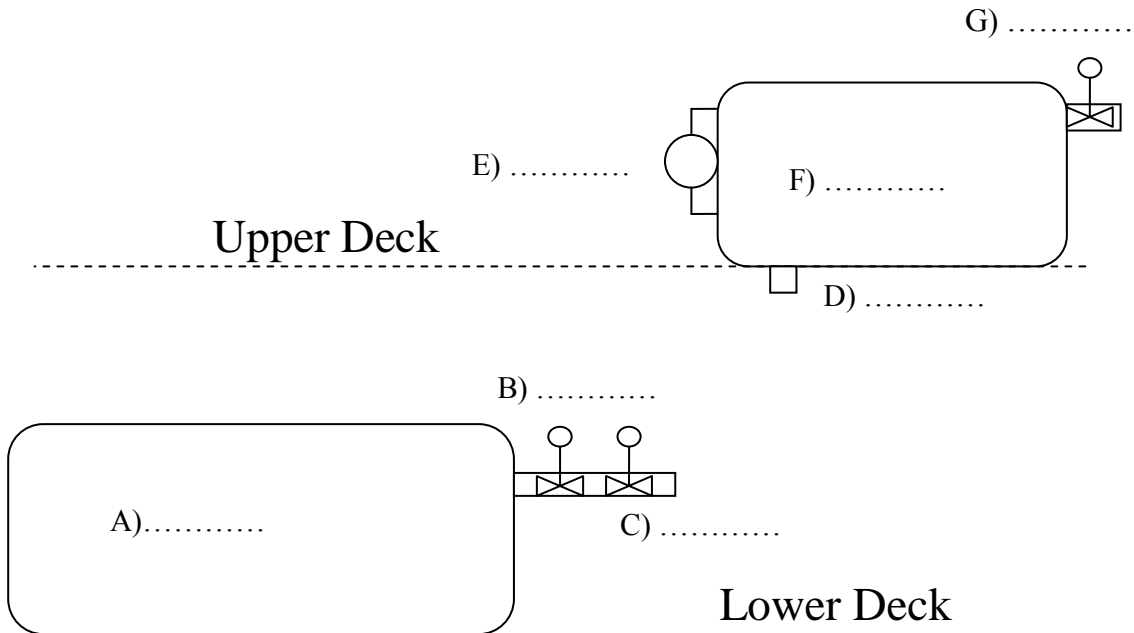 G) …………
E) …………
F) …………
Upper Deck
D) …………
B) …………
A)…………
C) …………
Lower Deck